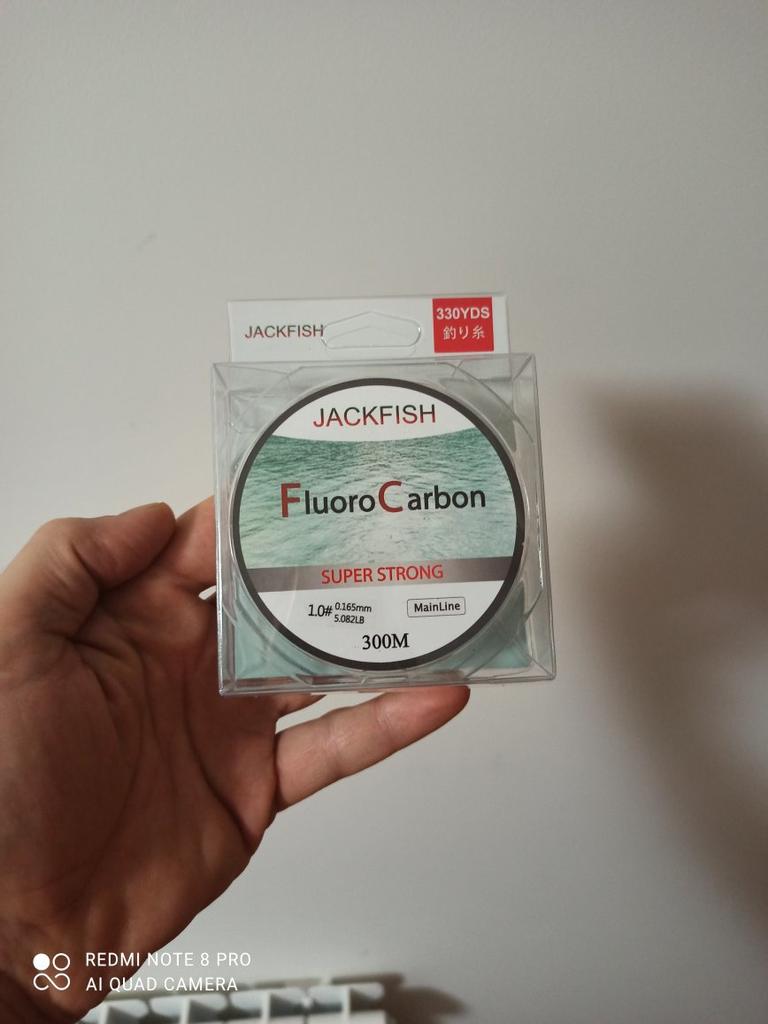 JACKFISH
330YDS
釣り糸
JACKFISH
FluoroCarbon
SUPER STRONG
1.0# 0.165mm
5.082LB
MainLine
300M
REDMI NOTE 8 PRO
AI QUAD CAMERA